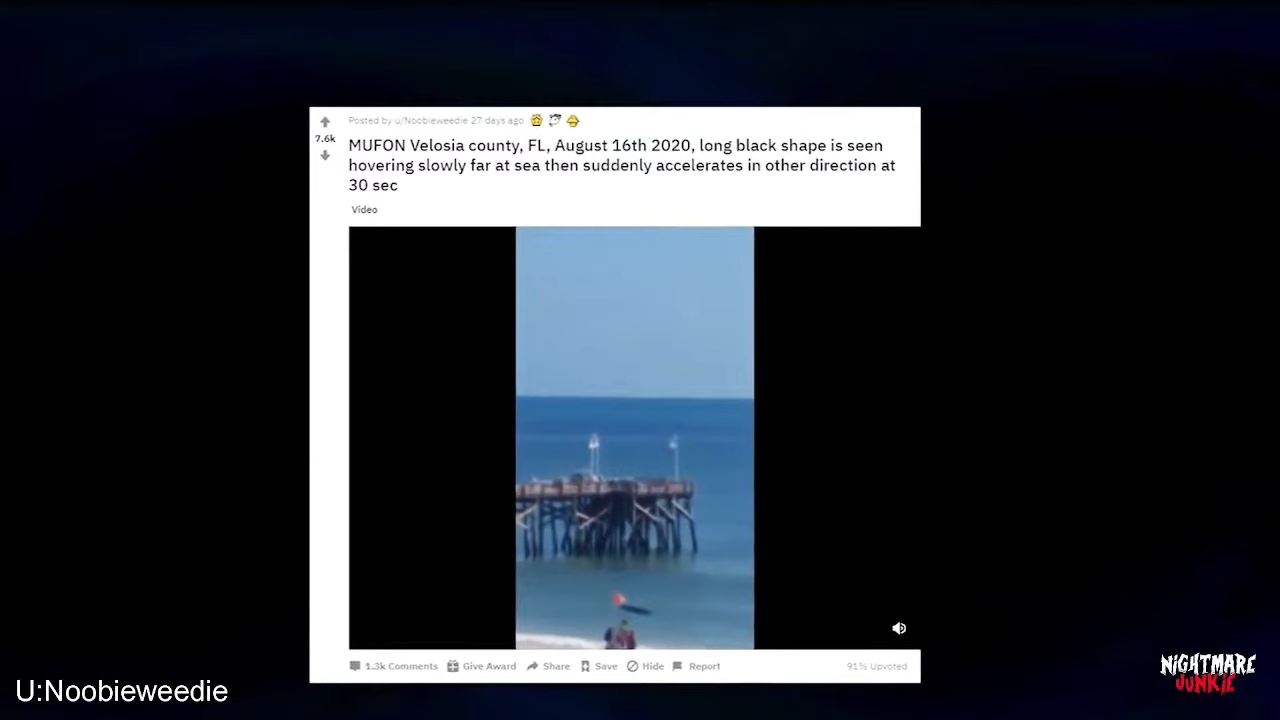 Posted by u/Noobieweedie 27 days ago
7.6k
MUFON Velosia county, FL, August 16th 2020, long black shape is seen
hovering slowly far at sea then suddenly accelerates in other direction at
30 sec
Video
1.3k Comments Give Award Share Save Hide Report 91% Upvoted
U:Noobieweedie
NIGHTMARE
JUNKIE